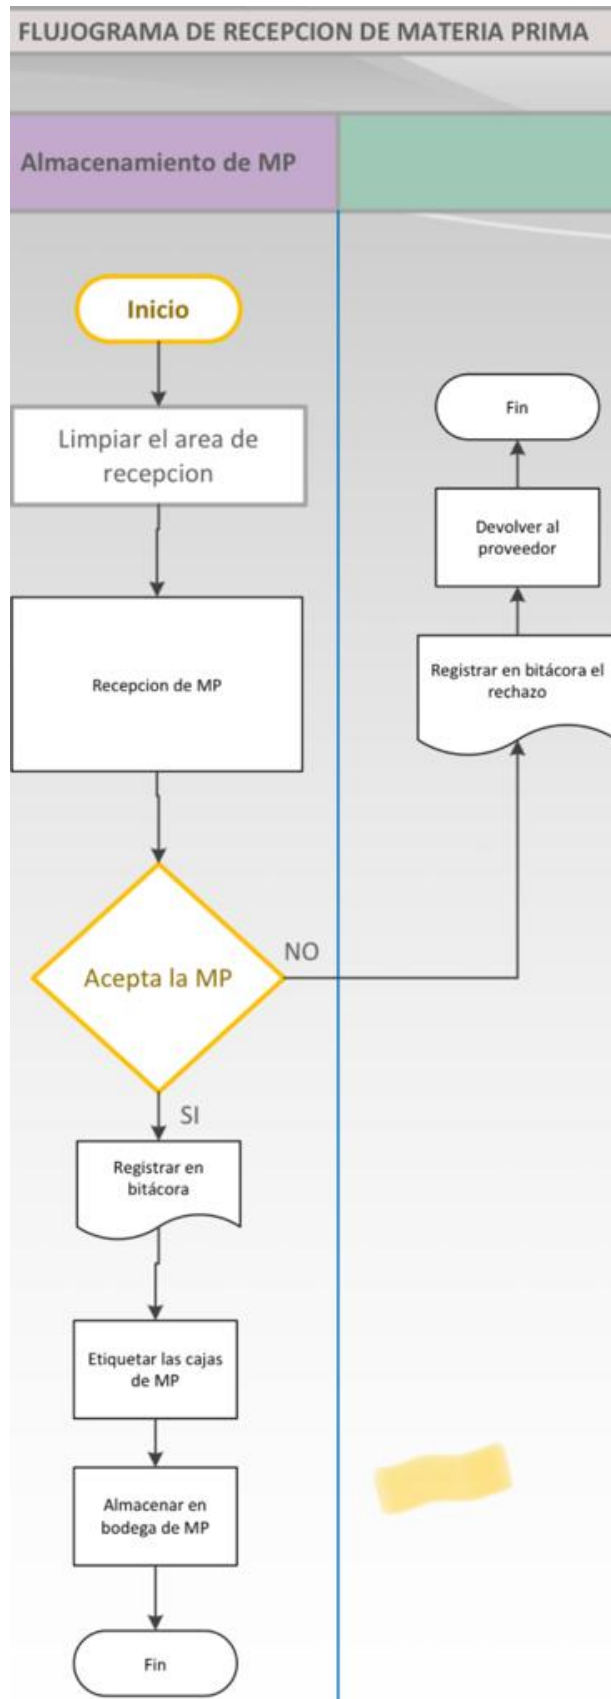 FLUJOGRAMA DE RECEPCION DE MATERIA PRIMA
Almacenamiento de MP
Inicio
Limpiar el area de
recepcion
Recepcion de MP
Acepta la MP
NO
SI
Registrar en
bitácora
Etiquetar las cajas
de MP
Almacenar en
bodega de MP
Fin
Fin
Devolver al
proveedor
Registrar en bitácora el
rechazo